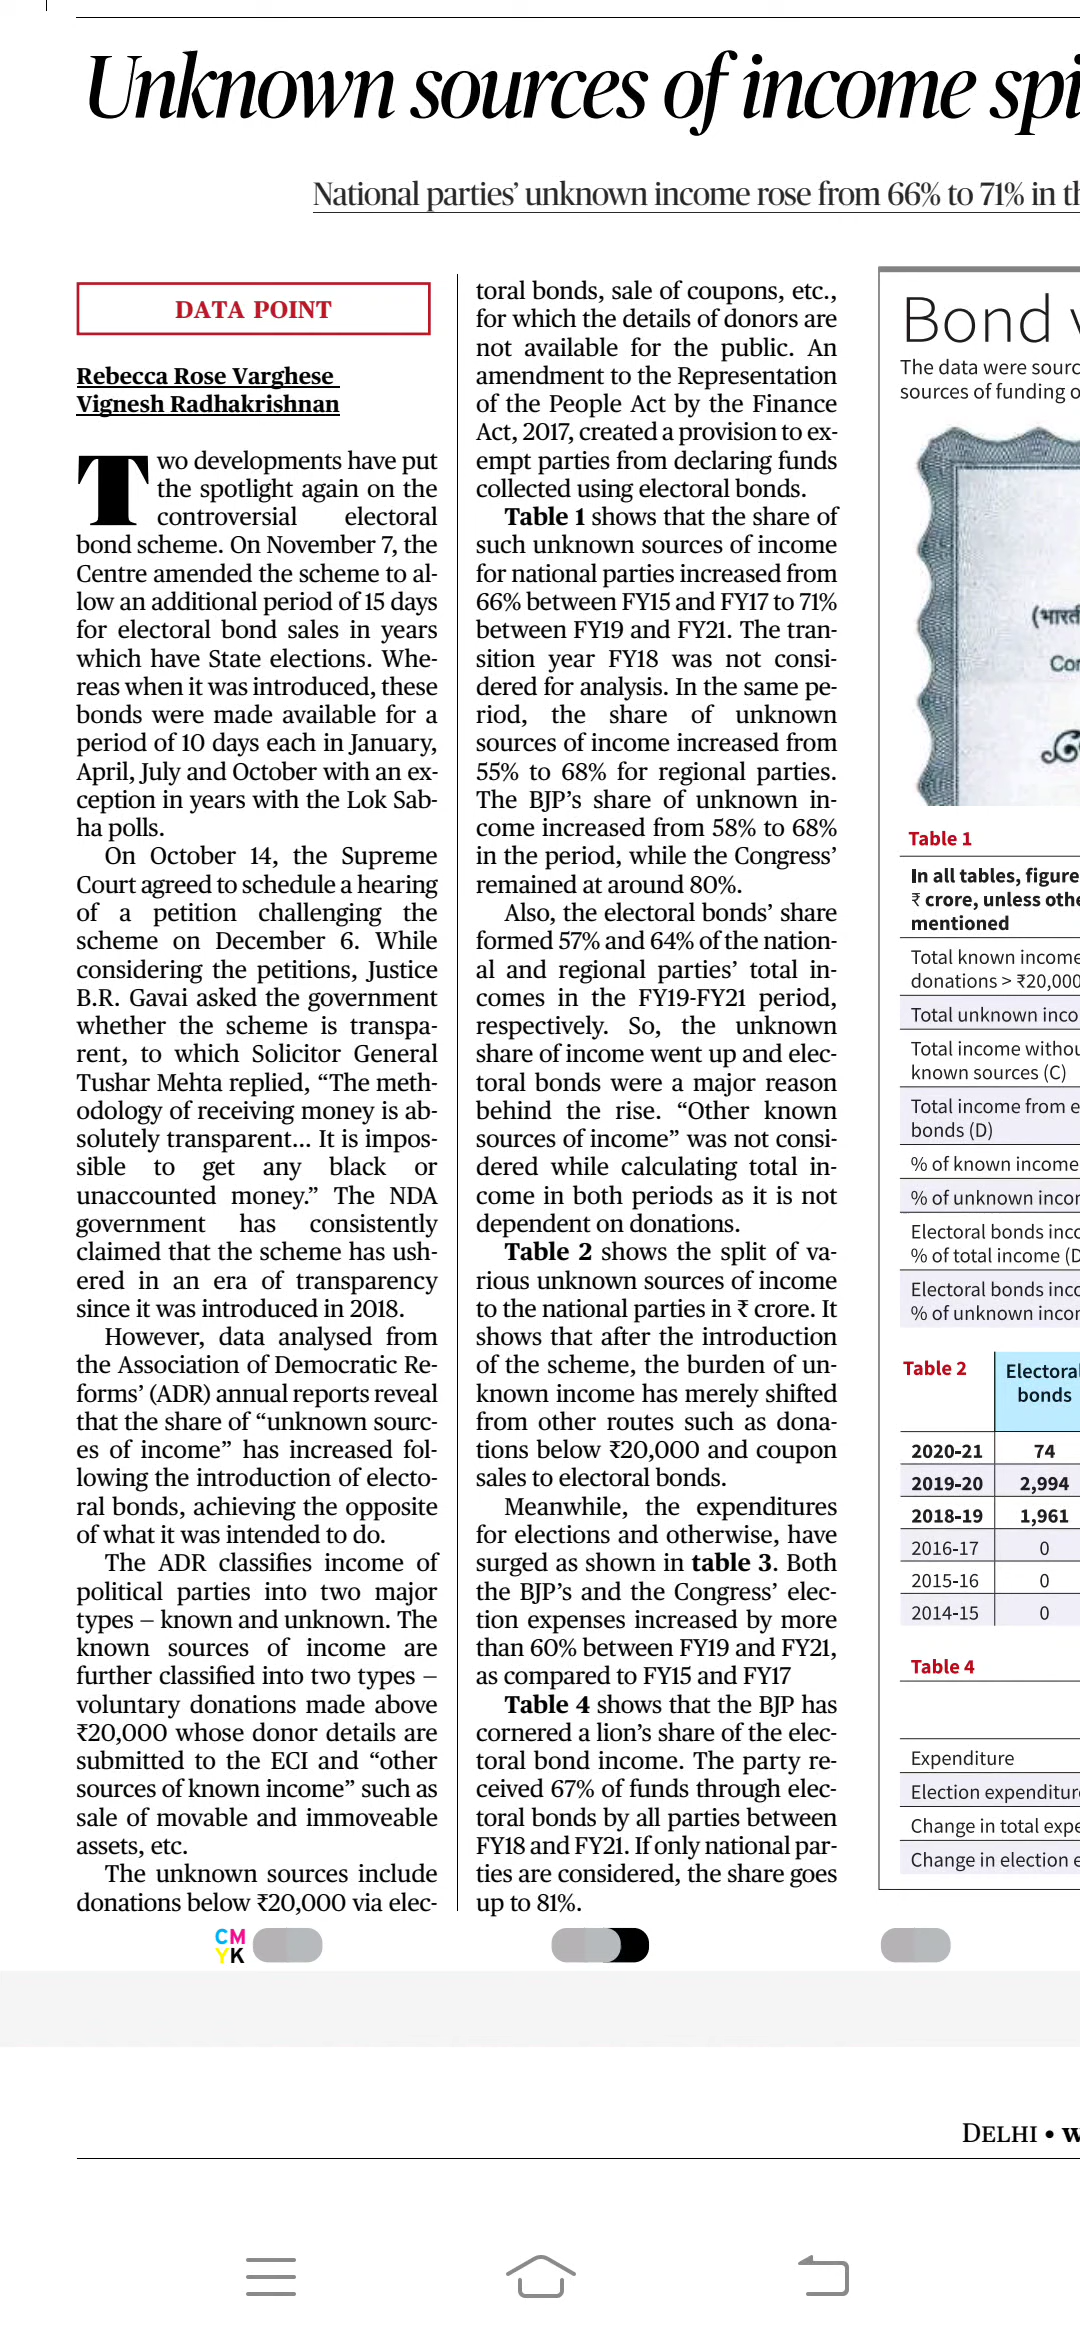 Unknown sources of income
National parties' unknown income rose from 66% to 71% in
DATA POINT
Rebecca Rose Varghese
Vignesh Radhakrishnan
Two developments have put
the spotlight again on the
controversial electoral
bond scheme. On November 7, the
Centre amended the scheme to al-
low an additional period of 15 days
for electoral bond sales in years
which have State elections. Whe-
reas when it was introduced, these
bonds were made available for a
period of 10 days each in January,
April, July and October with an ex-
ception in years with the Lok Sab-
ha polls.
On October 14, the Supreme
Court agreed to schedule a hearing
of a petition challenging the
scheme on December 6. While
considering the petitions, Justice
B.R. Gavai asked the government
whether the scheme is transpa-
rent, to which Solicitor General
Tushar Mehta replied, “The meth-
odology of receiving money is ab-
solutely transparent... It is impos-
sible to get any black or
unaccounted money.” The NDA
government has consistently
claimed that the scheme has ush-
ered in an era of transparency
since it was introduced in 2018.
However, data analysed from
the Association of Democratic Re-
forms’ (ADR) annual reports reveal
that the share of “unknown sourc-
es of income” has increased fol-
lowing the introduction of electo-
ral bonds, achieving the opposite
of what it was intended to do.
The ADR classifies income of
political parties into two major
types – known and unknown. The
known sources of income are
further classified into two types –
voluntary donations made above
₹20,000 whose donor details are
submitted to the ECI and “other
sources of known income” such as
sale of movable and immoveable
assets, etc.
The unknown sources include
donations below ₹20,000 via elec-
toral bonds, sale of coupons, etc.,
for which the details of donors are
not available for the public. An
amendment to the Representation
of the People Act by the Finance
Act, 2017, created a provision to ex-
empt parties from declaring funds
collected using electoral bonds.
Table 1 shows that the share of
such unknown sources of income
for national parties increased from
66% between FY15 and FY17 to 71%
between FY19 and FY21. The tran-
sition year FY18 was not consi-
dered for analysis. In the same pe-
riod, the share of unknown
sources of income increased from
55% to 68% for regional parties.
The BJP’s share of unknown in-
come increased from 58% to 68%
in the period, while the Congress’
remained at around 80%.
Also, the electoral bonds’ share
formed 57% and 64% of the nation-
al and regional parties’ total in-
comes in the FY19-FY21 period,
respectively. So, the unknown
share of income went up and elec-
toral bonds were a major reason
behind the rise. “Other known
sources of income” was not consi-
dered while calculating total in-
come in both periods as it is not
dependent on donations.
Table 2 shows the split of va-
rious unknown sources of income
to the national parties in ₹ crore. It
shows that after the introduction
of the scheme, the burden of un-
known income has merely shifted
from other routes such as dona-
tions below ₹20,000 and coupon
sales to electoral bonds.
Meanwhile, the expenditures
for elections and otherwise, have
surged as shown in table 3. Both
the BJP’s and the Congress’ elec-
tion expenses increased by more
than 60% between FY19 and FY21,
as compared to FY15 and FY17
Table 4 shows that the BJP has
cornered a lion’s share of the elec-
toral bond income. The party re-
ceived 67% of funds through elec-
toral bonds by all parties between
FY18 and FY21. If only national par-
ties are considered, the share goes
up to 81%.
Bond
The data were
sources of funding
Table 1
In all tables,
₹ crore, unless
mentioned
Total known income
donations > ₹20,000
Total unknown
Total income
known sources (C)
Total income from
bonds (D)
% of known income
% of unknown
Electoral bonds
% of total income
Electoral bonds
% of unknown
Table 2 Electoral
bonds
2020-21 74
2019-20 2,994
2018-19 1,961
2016-17 0
2015-16 0
2014-15 0
Table 4
Expenditure
Election
Change in total
Change in election
CM
YK
DELHI •